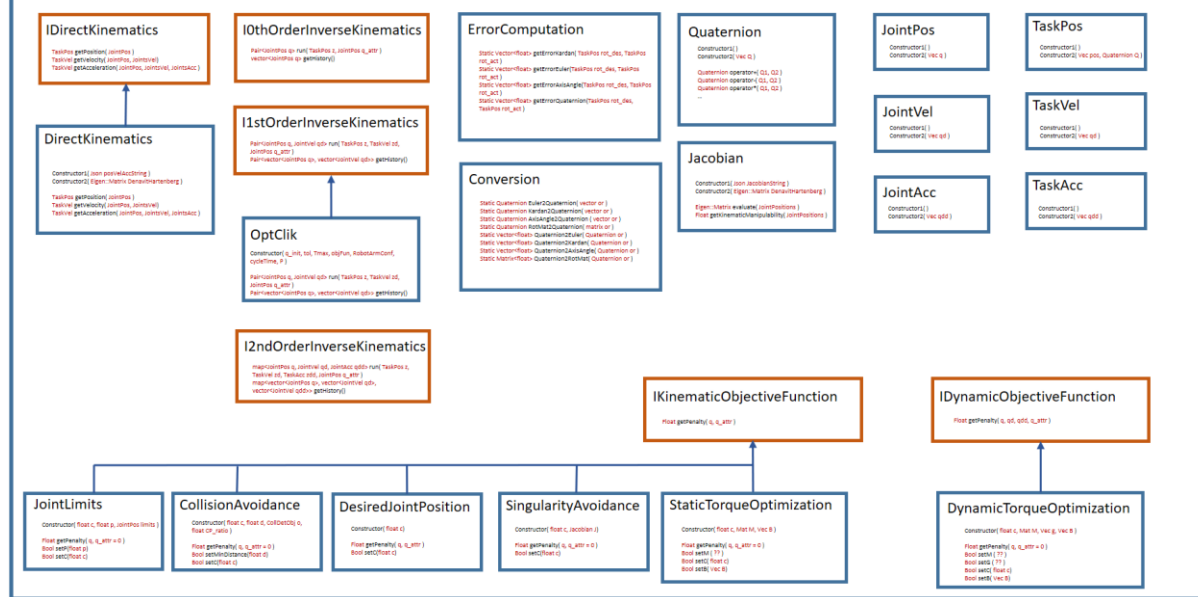 IDirectKinematics
TaskPos getPosition( JointPos )
TaskVel getVelocity( JointPos, JointsVel)
TaskVel getAcceleration( JointPos, JointsVel, JointsAcc )
DirectKinematics
Constructor1( Json posVelAccString )
Constructor2( Eigen::Matrix DenavitHartenberg )
TaskPos getPosition( JointPos )
TaskVel getVelocity( JointPos, JointsVel)
TaskVel getAcceleration( JointPos, JointsVel, JointsAcc )
I0thOrderInverseKinematics
Pair<JointPos q> run( TaskPos z, JointPos q_attr )
vector<JointPos q> getHistory()
I1stOrderInverseKinematics
Pair<JointPos q, JointVel qd> run( TaskPos z, TaskVel zd,
JointPos q_attr )
Pair<vector<JointPos q>, vector<JointVel qd>> getHistory()
OptClik
Constructor( q_init, tol, Tmax, objFun, RobotArmConf,
cycleTime, P )
Pair<JointPos q, JointVel qd> run( TaskPos z, TaskVel zd,
JointPos q_attr )
Pair<vector<JointPos q>, vector<JointVel qd>> getHistory()
I2ndOrderInverseKinematics
map<JointPos q, JointVel qd, JointAcc qdd> run( TaskPos z,
TaskVel zd, TaskAcc zdd, JointPos q_attr )
map<vector<JointPos q>, vector<JointVel qd>,
vector<JointVel qdd>> getHistory()
ErrorComputation
Static Vector<float> getErrorKardan( TaskPos rot_des, TaskPos
rot_act )
Static Vector<float> getErrorEuler(TaskPos rot_des, TaskPos
rot_act )
Static Vector<float> getErrorAxisAngle(TaskPos rot_des, TaskPos
rot_act )
Static Vector<float> getErrorQuaternion(TaskPos rot_des,
TaskPos rot_act )
Conversion
Static Quaternion Euler2Quaternion( vector or )
Static Quaternion Kardan2Quaternion( vector or )
Static Quaternion AxisAngle2Quaternion ( vector or )
Static Quaternion RotMat2Quaternion( matrix or )
Static Vector<float> Quaternion2Euler( Quaternion or )
Static Vector<float> Quaternion2Kardan( Quaternion or )
Static Vector<float> Quaternion2AxisAngle( Quaternion or )
Static Matrix<float> Quaternion2RotMat( Quaternion or )
Quaternion
Constructor1( )
Constructor2( Vec Q )
Quaternion operator+( Q1, Q2 )
Quaternion operator-( Q1, Q2 )
Quaternion operator*( Q1, Q2 )
...
Jacobian
Constructor1( Json JacobianString )
Constructor2( Eigen::Matrix DenavitHartenberg )
Eigen::Matrix evaluate( JointPositions )
Float getKinematicManipulability( JointPositions )
JointPos
Constructor1( )
Constructor2( Vec q )
JointVel
Constructor1( )
Constructor2( Vec qd )
JointAcc
Constructor1( )
Constructor2( Vec qdd )
TaskPos
Constructor1( )
Constructor2( Vec pos, Quaternion Q )
TaskVel
Constructor1( )
Constructor2( Vec qd )
TaskAcc
Constructor1( )
Constructor2( Vec qdd )
IKinematicObjectiveFunction
Float getPenalty( q, q_attr )
IDynamicObjectiveFunction
Float getPenalty( q, qd, qdd, q_attr )
JointLimits
Constructor( float c, float p, JointPos limits )
Float getPenalty( q, q_attr = 0 )
Bool setP(float p)
Bool setC(float c)
CollisionAvoidance
Constructor( float c, float d, CollDetObj o,
float CP_ratio )
Float getPenalty( q, q_attr = 0 )
Bool setMinDistance(float d)
Bool setC(float c)
DesiredJointPosition
Constructor( float c)
Float getPenalty( q, q_attr )
Bool setC(float c)
SingularityAvoidance
Constructor( float c, Jacobian J)
Float getPenalty( q, q_attr = 0 )
Bool setC(float c)
StaticTorqueOptimization
Constructor( float c, Mat M, Vec B )
Float getPenalty( q, q_attr = 0 )
Bool setM ( ?? )
Bool setC( float c)
Bool setB( Vec B)
DynamicTorqueOptimization
Constructor( float c, Mat M, Vec g, Vec B )
Float getPenalty( q, q_attr = 0 )
Bool setM ( ?? )
Bool setG ( ?? )
Bool setC( float c)
Bool setB( Vec B)